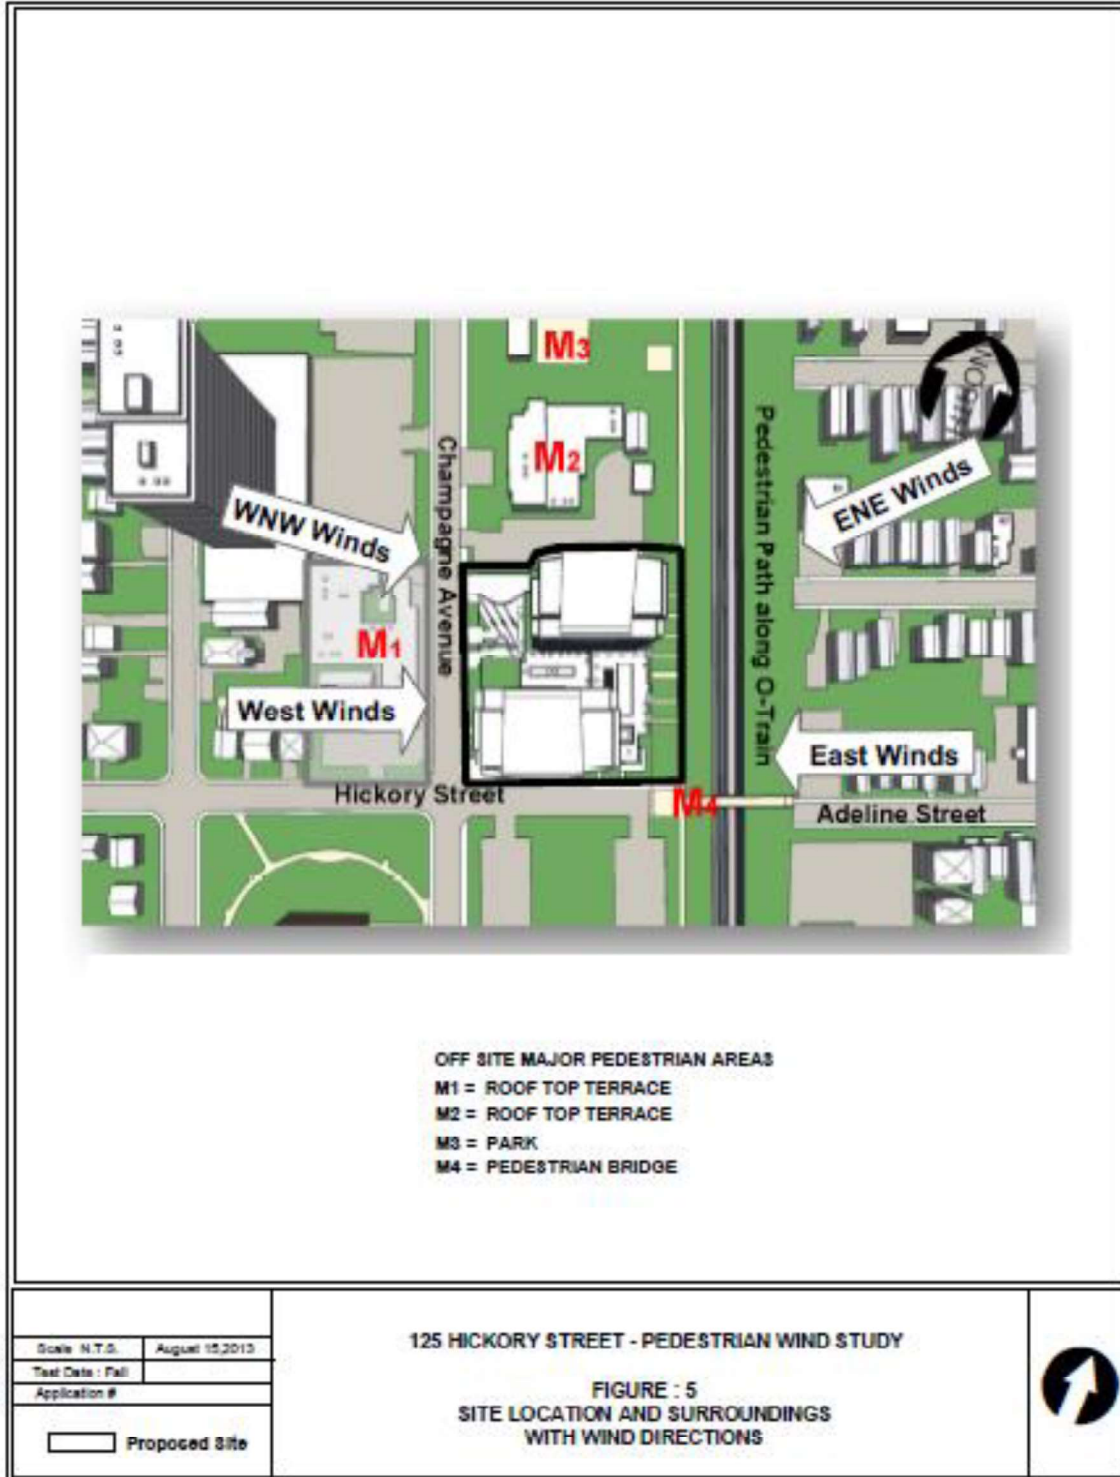 M3
NORTH
M2
Champagne Avenue
Pedestrian Path along O-Train
WNW Winds
ENE Winds
M1
West Winds
East Winds
Hickory Street
M4
Adeline Street
OFF SITE MAJOR PEDESTRIAN AREAS
M1 = ROOF TOP TERRACE
M2 = ROOF TOP TERRACE
M3 = PARK
M4 = PEDESTRIAN BRIDGE
Scale N.T.S.
August 15,2013
Test Date : Fall
Application #
Proposed Site
125 HICKORY STREET - PEDESTRIAN WIND STUDY
FIGURE : 5
SITE LOCATION AND SURROUNDINGS
WITH WIND DIRECTIONS